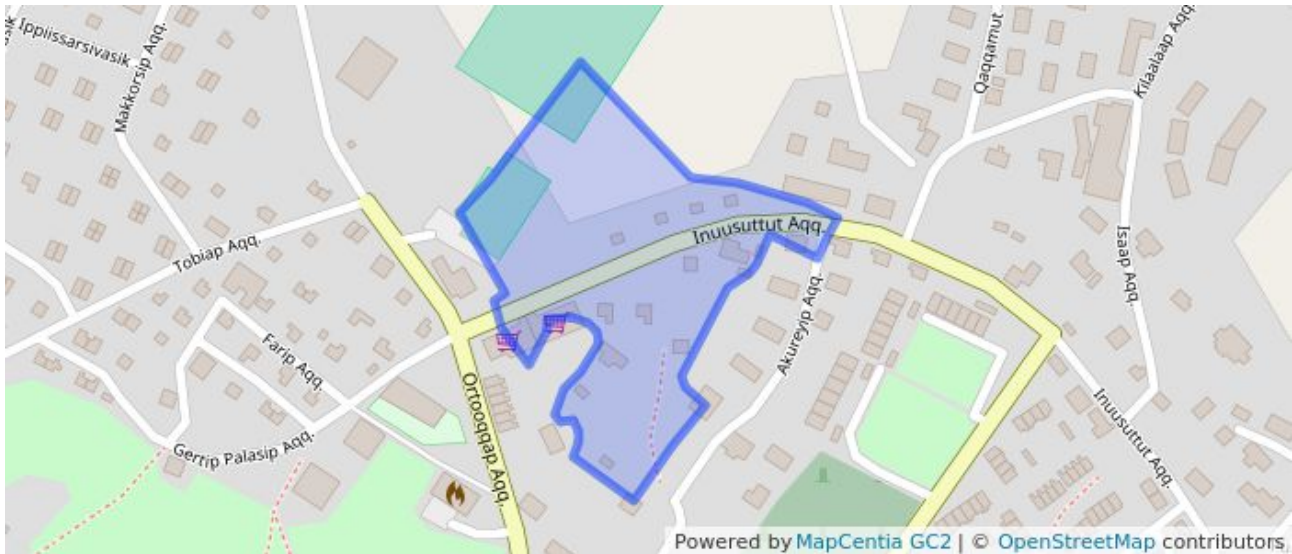 Ippiissarsivasik
Makkorsip Aqq.
Qaqqamut
Kilaalaap Aqq.
Tobiap Aqq.
Inuusuttut Aqq.
Isaap Aqq.
Akureyip Aqq.
Farip Aqq.
Ortooqqap Aqq.
Inuusuttut Aqq.
Gertip Palasip Aqq.
Powered by MapCentia GC2 | © OpenStreetMap contributors